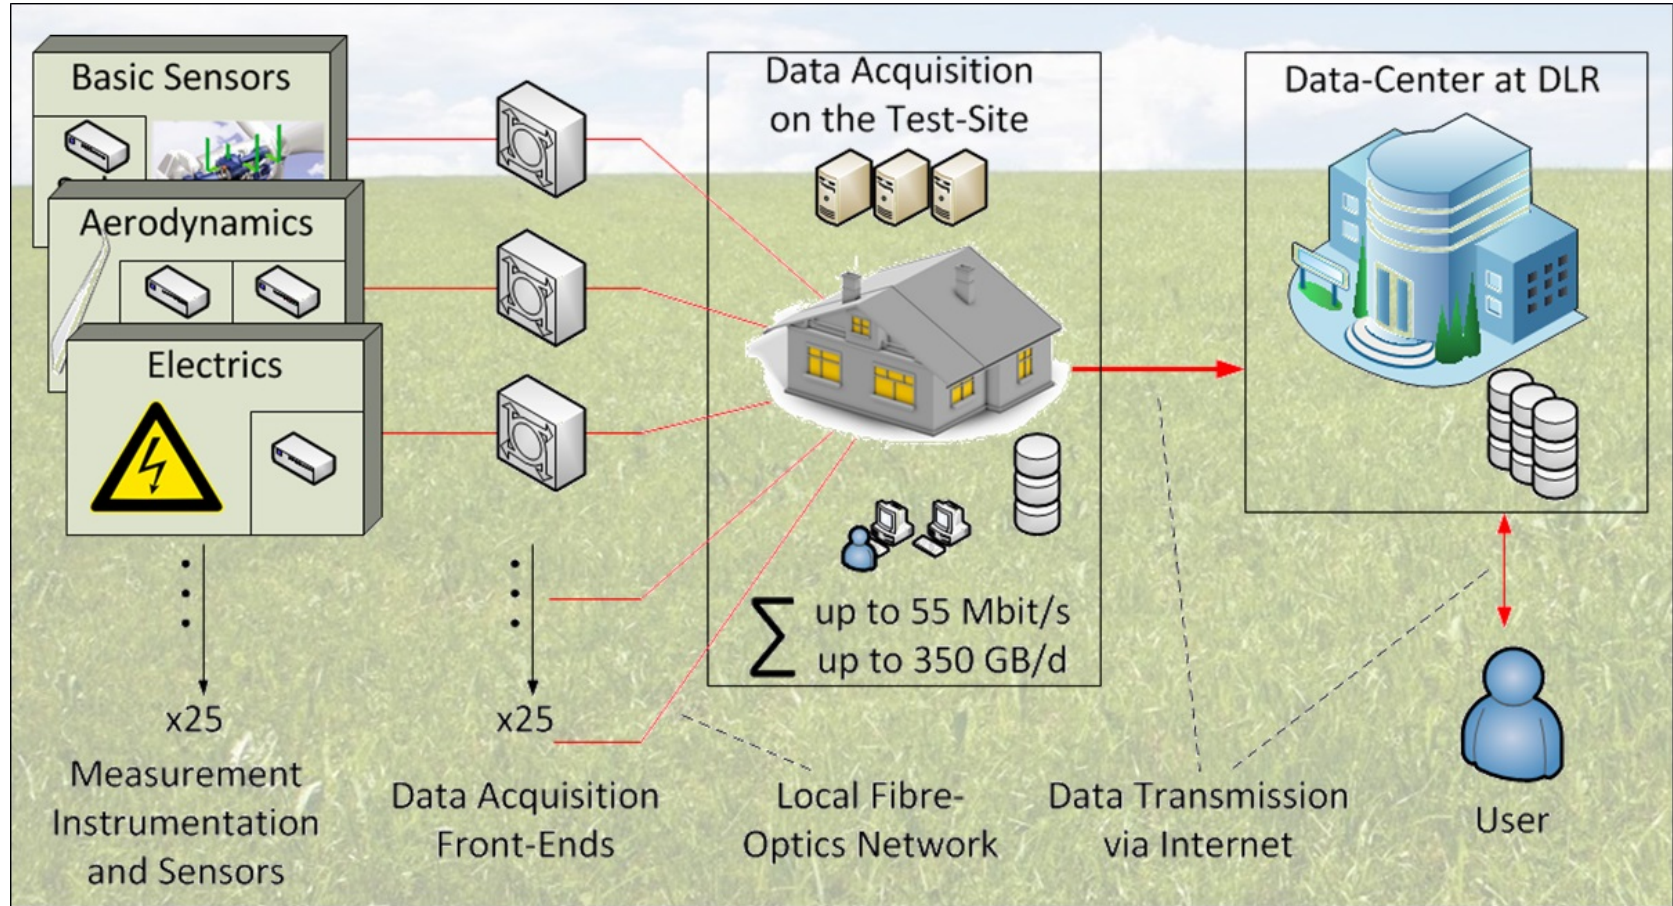 Basic Sensors
Aerodynamics
Electrics
x25
Measurement
Instrumentation
and Sensors
x25
Data Acquisition
Front-Ends
Data Acquisition
on the Test-Site
∑ up to 55 Mbit/s
up to 350 GB/d
Local Fibre-
Optics Network
Data-Center at DLR
Data Transmission
via Internet
User